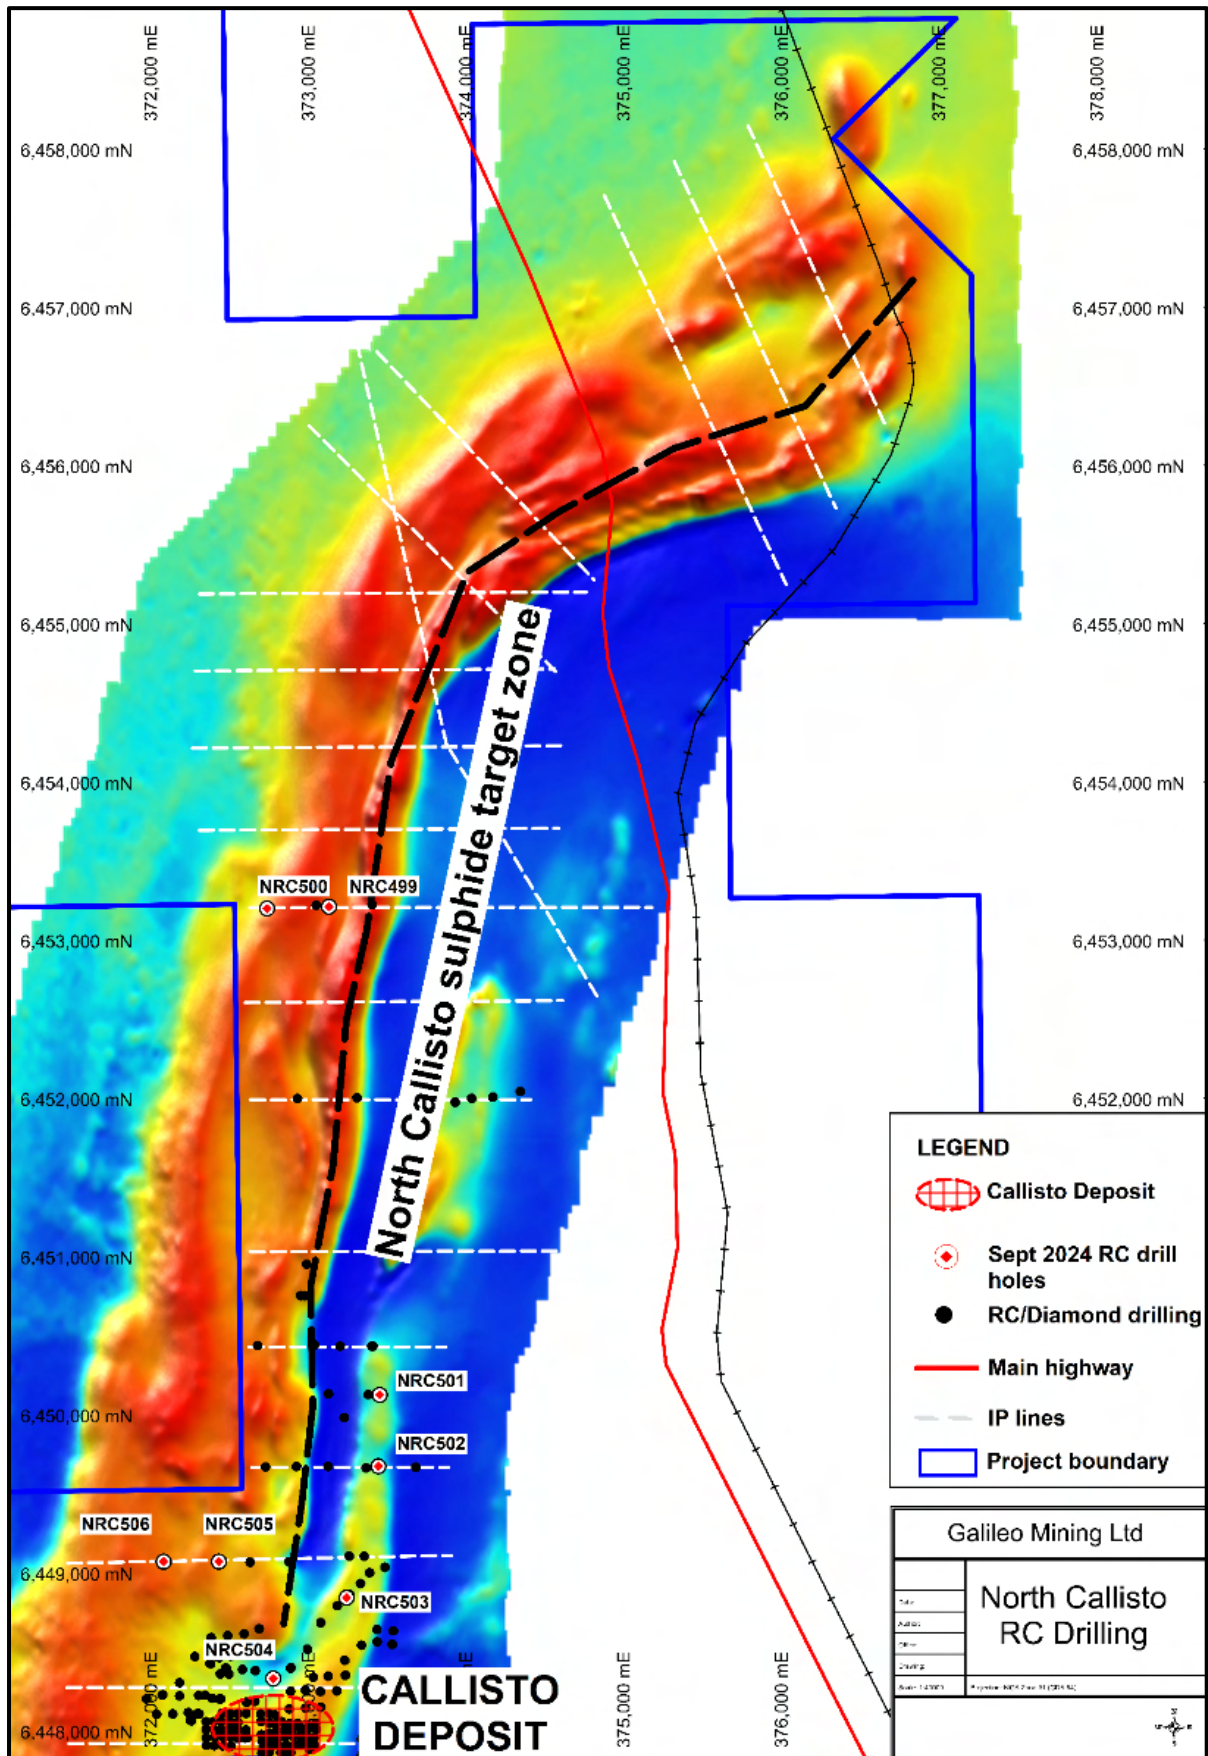 372,000 mE
373,000 mE
374,000 mE
375,000 mE
376,000 mE
377,000 mE
378,000 mE
6,458,000 mN
6,458,000 mN
6,457,000 mN
6,457,000 mN
6,456,000 mN
6,456,000 mN
6,455,000 mN
6,455,000 mN
6,454,000 mN
6,454,000 mN
North Callisto sulphide target zone
NRC500
NRC499
6,453,000 mN
6,453,000 mN
6,452,000 mN
6,452,000 mN
LEGEND
Callisto Deposit
Sept 2024 RC drill
holes
RC/Diamond drilling
Main highway
IP lines
Project boundary
6,451,000 mN
NRC501
6,450,000 mN
NRC502
NRC506
NRC505
6,449,000 mN
NRC503
NRC504
372,000 mE
375,000 mE
376,000 mE
6,448,000 mN
CALLISTO
DEPOSIT
Galileo Mining Ltd
North Callisto
RC Drilling